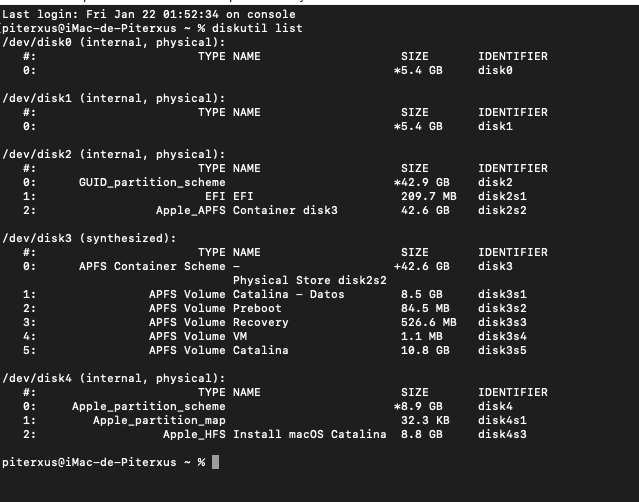 Last login: Fri Jan 22 01:52:34 on console
[piterxus@iMac-de-Piterxus ~ % diskutil list
/dev/disk0 (internal, physical):
#: TYPE NAME SIZE IDENTIFIER
0: *5.4 GB disk0
/dev/disk1 (internal, physical):
#: TYPE NAME SIZE IDENTIFIER
0: *5.4 GB disk1
/dev/disk2 (internal, physical):
#: TYPE NAME SIZE IDENTIFIER
0: GUID_partition_scheme *42.9 GB disk2
1: EFI EFI 209.7 MB disk2s1
2: Apple_APFS Container disk3 42.6 GB disk2s2
/dev/disk3 (synthesized):
#: TYPE NAME SIZE IDENTIFIER
0: APFS Container Scheme - +42.6 GB disk3
Physical Store disk2s2
1: APFS Volume Catalina - Datos 8.5 GB disk3s1
2: APFS Volume Preboot 84.5 MB disk3s2
3: APFS Volume Recovery 526.6 MB disk3s3
4: APFS Volume VM 1.1 MB disk3s4
5: APFS Volume Catalina 10.8 GB disk3s5
/dev/disk4 (internal, physical):
#: TYPE NAME SIZE IDENTIFIER
0: Apple_partition_scheme *8.9 GB disk4
1: Apple_partition_map 32.3 KB disk4s1
2: Apple_HFS Install macOS Catalina 8.8 GB disk4s3
piterxus@iMac-de-Piterxus ~ %